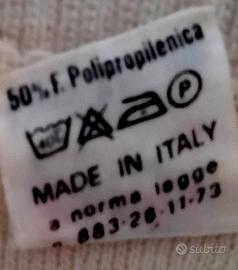 50% F. Polipropilenica
40
P
MADE IN ITALY
a norma legge
n. 883-26-11-73
subito